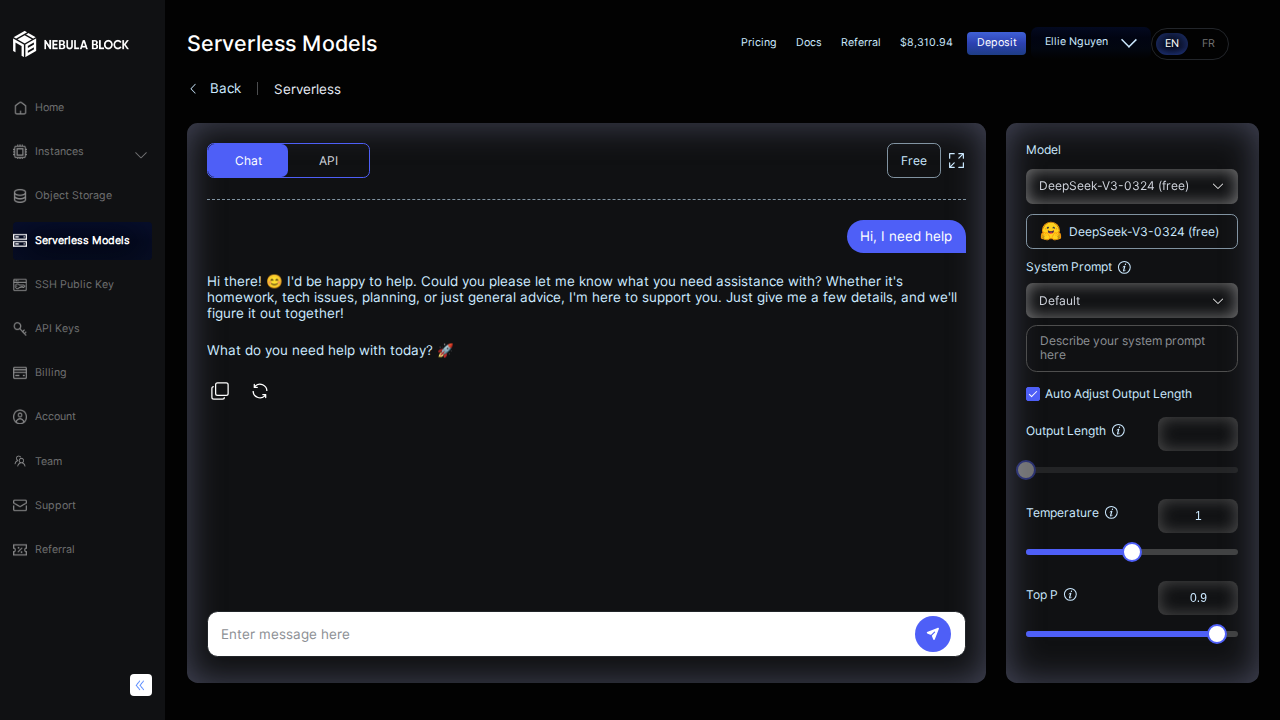 NEBULA BLOCK
Home
Instances
Object Storage
Serverless Models
SSH Public Key
API Keys
Billing
Account
Team
Support
Referral
Serverless Models
Pricing
Docs
Referral
$8,310.94
Deposit
Ellie Nguyen
EN
FR
Back
Serverless
Chat
API
Free
Hi, I need help
Hi there! 😊 I'd be happy to help. Could you please let me know what you need assistance with? Whether it's
homework, tech issues, planning, or just general advice, I'm here to support you. Just give me a few details, and we'll
figure it out together!
What do you need help with today? 🚀
Enter message here
Model
DeepSeek-V3-0324 (free)
DeepSeek-V3-0324 (free)
System Prompt
Default
Describe your system prompt
here
Auto Adjust Output Length
Output Length
Temperature
1
Top P
0.9